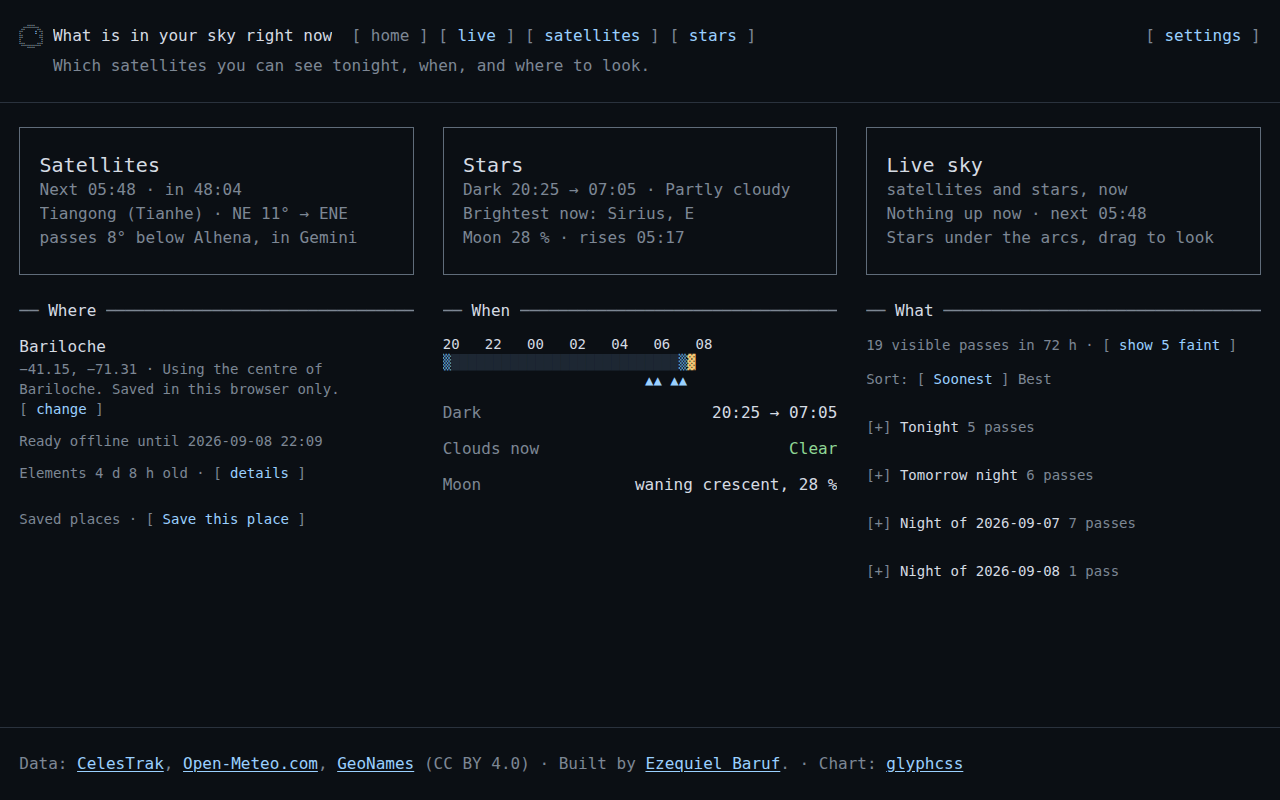 What is in your sky right now [ home ] [ live ] [ satellites ] [ stars ] [ settings ]
Which satellites you can see tonight, when, and where to look.
Satellites
Next 05:48 · in 48:04
Tiangong (Tianhe) · NE 11° → ENE
passes 8° below Alhena, in Gemini
Stars
Dark 20:25 → 07:05 · Partly cloudy
Brightest now: Sirius, E
Moon 28 % · rises 05:17
Live sky
satellites and stars, now
Nothing up now · next 05:48
Stars under the arcs, drag to look
Where
Bariloche
−41.15, −71.31 · Using the centre of
Bariloche. Saved in this browser only.
[ change ]
Ready offline until 2026-09-08 22:09
Elements 4 d 8 h old · [ details ]
Saved places · [ Save this place ]
When
20 22 00 02 04 06 08
▲▲ ▲▲
Dark 20:25 → 07:05
Clouds now Clear
Moon waning crescent, 28 %
What
19 visible passes in 72 h · [ show 5 faint ]
Sort: [ Soonest ] Best
[+] Tonight 5 passes
[+] Tomorrow night 6 passes
[+] Night of 2026-09-07 7 passes
[+] Night of 2026-09-08 1 pass
Data: CelesTrak, Open-Meteo.com, GeoNames (CC BY 4.0) · Built by Ezequiel Baruf. · Chart: glyphcss